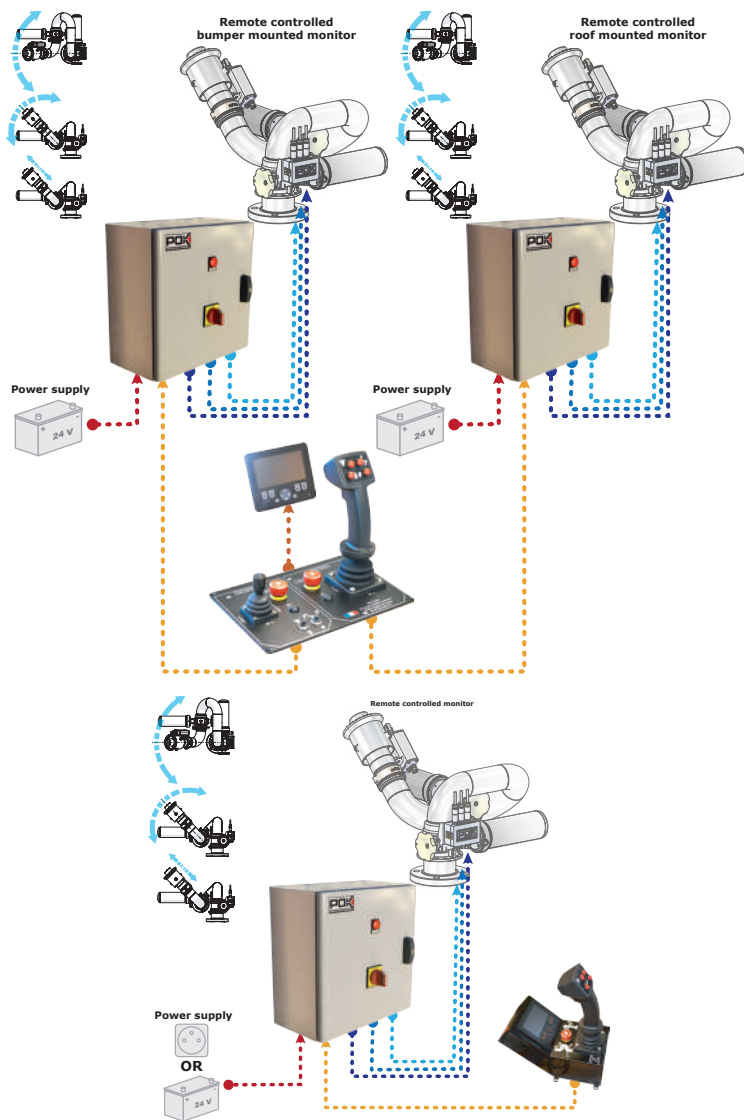 Remote controlled
bumper mounted monitor
Remote controlled
roof mounted monitor
POK
POK
Power supply
+ -
24 V
Power supply
+ -
24 V
Remote controlled monitor
POK
Power supply
OR
+ -
24 V